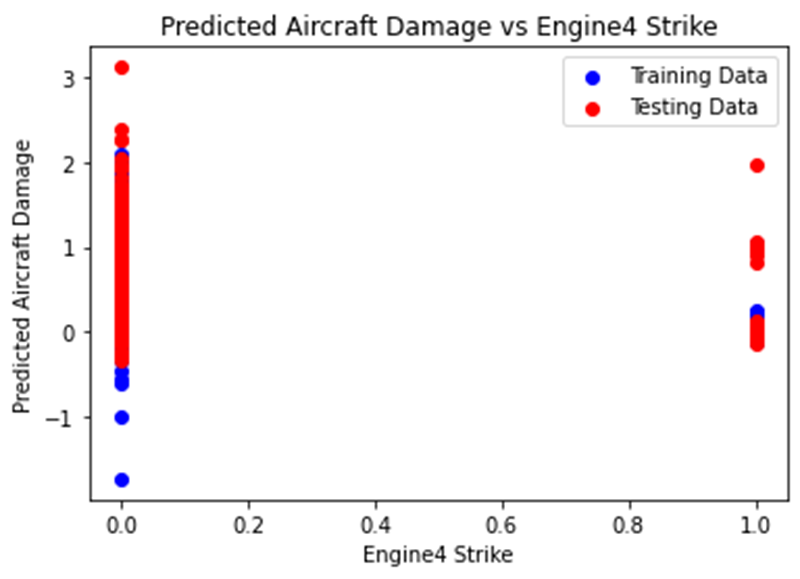 Predicted Aircraft Damage vs Engine4 Strike
Training Data
Testing Data
Predicted Aircraft Damage
3
2
1
0
−1
0.0 0.2 0.4 0.6 0.8 1.0
Engine4 Strike